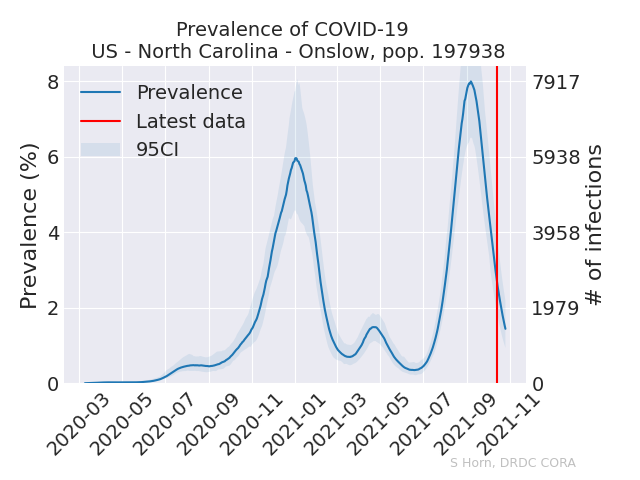 Prevalence of COVID-19
US - North Carolina - Onslow, pop. 197938
Prevalence
Latest data
95CI
Prevalence (%)
8
6
4
2
0
7917
5938
3958
1979
0
# of infections
2020-03
2020-05
2020-07
2020-09
2020-11
2021-01
2021-03
2021-05
2021-07
2021-09
2021-11
S Horn, DRDC CORA